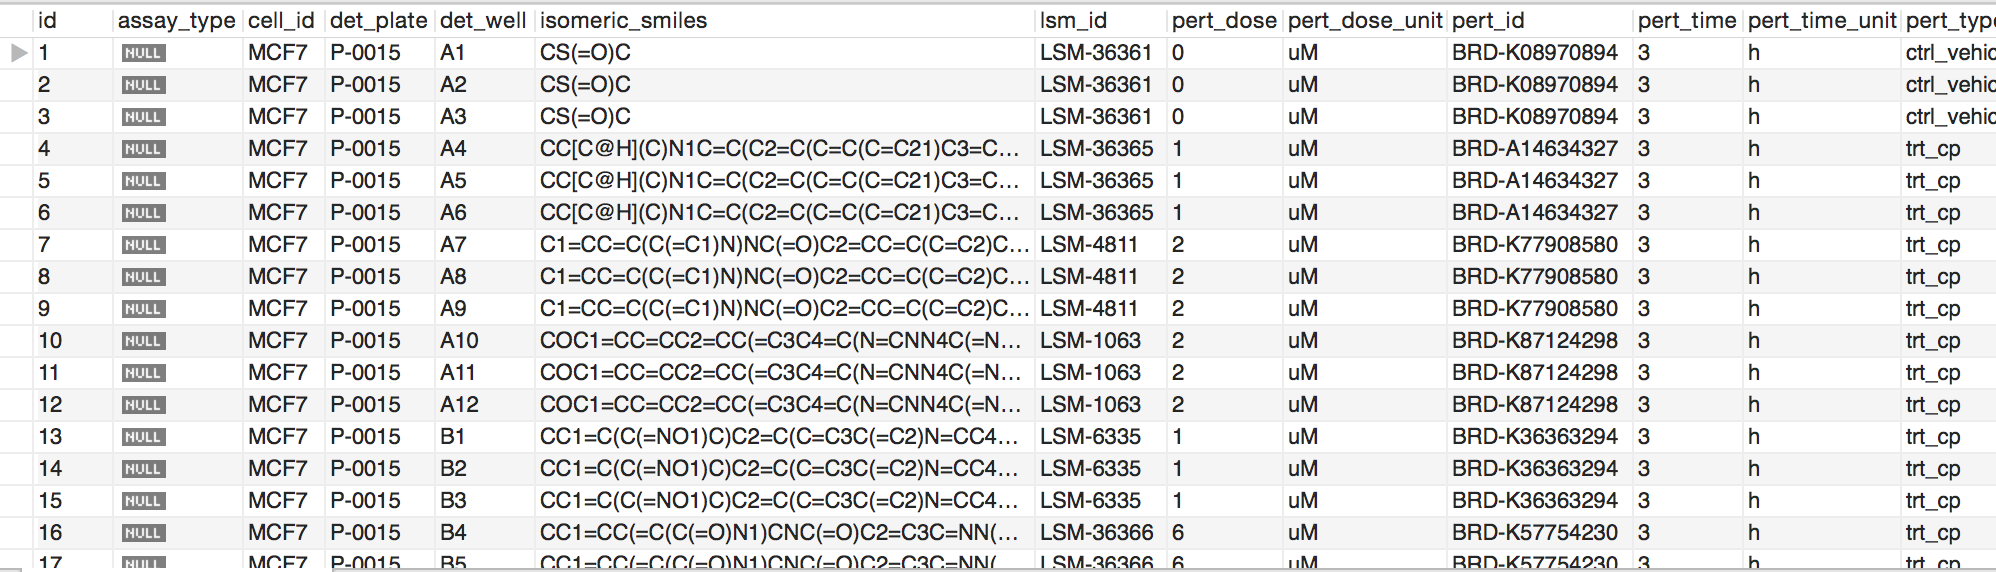 id assay_type cell_id det_plate det_well isomeric_smiles lsm_id pert_dose pert_dose_unit pert_id pert_time pert_time_unit pert_type
1 NULL MCF7 P-0015 A1 CS(=O)C LSM-36361 0 uM BRD-K08970894 3 h ctrl_vehic
2 NULL MCF7 P-0015 A2 CS(=O)C LSM-36361 0 uM BRD-K08970894 3 h ctrl_vehic
3 NULL MCF7 P-0015 A3 CS(=O)C LSM-36361 0 uM BRD-K08970894 3 h ctrl_vehic
4 NULL MCF7 P-0015 A4 CC[C@H](C)N1C=C(C2=C(C=C(C=C21)C3=C... LSM-36365 1 uM BRD-A14634327 3 h trt_cp
5 NULL MCF7 P-0015 A5 CC[C@H](C)N1C=C(C2=C(C=C(C=C21)C3=C... LSM-36365 1 uM BRD-A14634327 3 h trt_cp
6 NULL MCF7 P-0015 A6 CC[C@H](C)N1C=C(C2=C(C=C(C=C21)C3=C... LSM-36365 1 uM BRD-A14634327 3 h trt_cp
7 NULL MCF7 P-0015 A7 C1=CC=C(C(=C1)N)NC(=O)C2=CC=C(C=C2)C... LSM-4811 2 uM BRD-K77908580 3 h trt_cp
8 NULL MCF7 P-0015 A8 C1=CC=C(C(=C1)N)NC(=O)C2=CC=C(C=C2)C... LSM-4811 2 uM BRD-K77908580 3 h trt_cp
9 NULL MCF7 P-0015 A9 C1=CC=C(C(=C1)N)NC(=O)C2=CC=C(C=C2)C... LSM-4811 2 uM BRD-K77908580 3 h trt_cp
10 NULL MCF7 P-0015 A10 COC1=CC=CC2=CC(=C3C4=C(N=CNN4C(=N... LSM-1063 2 uM BRD-K87124298 3 h trt_cp
11 NULL MCF7 P-0015 A11 COC1=CC=CC2=CC(=C3C4=C(N=CNN4C(=N... LSM-1063 2 uM BRD-K87124298 3 h trt_cp
12 NULL MCF7 P-0015 A12 COC1=CC=CC2=CC(=C3C4=C(N=CNN4C(=N... LSM-1063 2 uM BRD-K87124298 3 h trt_cp
13 NULL MCF7 P-0015 B1 CC1=C(C(=NO1)C)C2=C(C=C3C(=C2)N=CC4... LSM-6335 1 uM BRD-K36363294 3 h trt_cp
14 NULL MCF7 P-0015 B2 CC1=C(C(=NO1)C)C2=C(C=C3C(=C2)N=CC4... LSM-6335 1 uM BRD-K36363294 3 h trt_cp
15 NULL MCF7 P-0015 B3 CC1=C(C(=NO1)C)C2=C(C=C3C(=C2)N=CC4... LSM-6335 1 uM BRD-K36363294 3 h trt_cp
16 NULL MCF7 P-0015 B4 CC1=CC(=C(C(=O)N1)CNC(=O)C2=C3C=NN(... LSM-36366 6 uM BRD-K57754230 3 h trt_cp
17 NULL MCF7 P-0015 B5 CC1=CC(=C(C(=O)N1)CNC(=O)C2=C3C=NN( LSM-36366 6 uM BRD-K57754230 3 h trt_cp